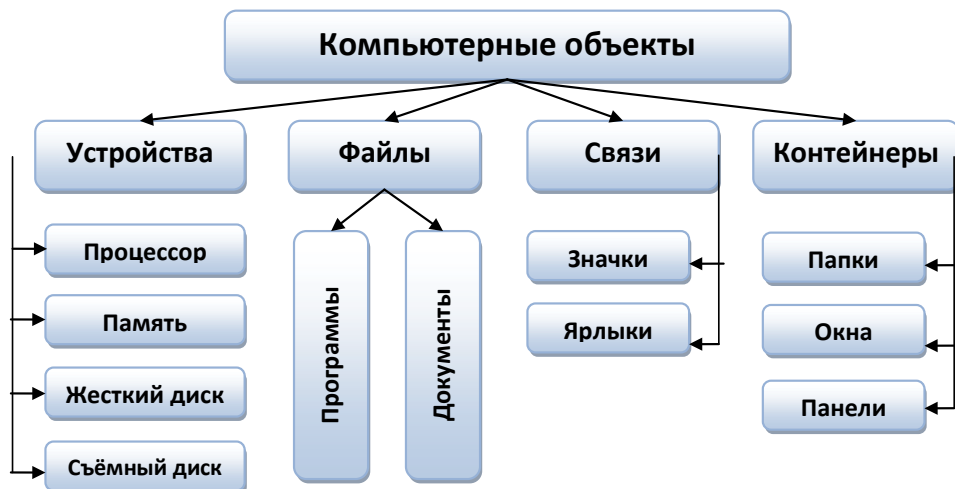 Компьютерные объекты
Устройства
Файлы
Связи
Контейнеры
Процессор
Память
Жесткий диск
Съёмный диск
Программы
Документы
Значки
Ярлыки
Папки
Окна
Панели